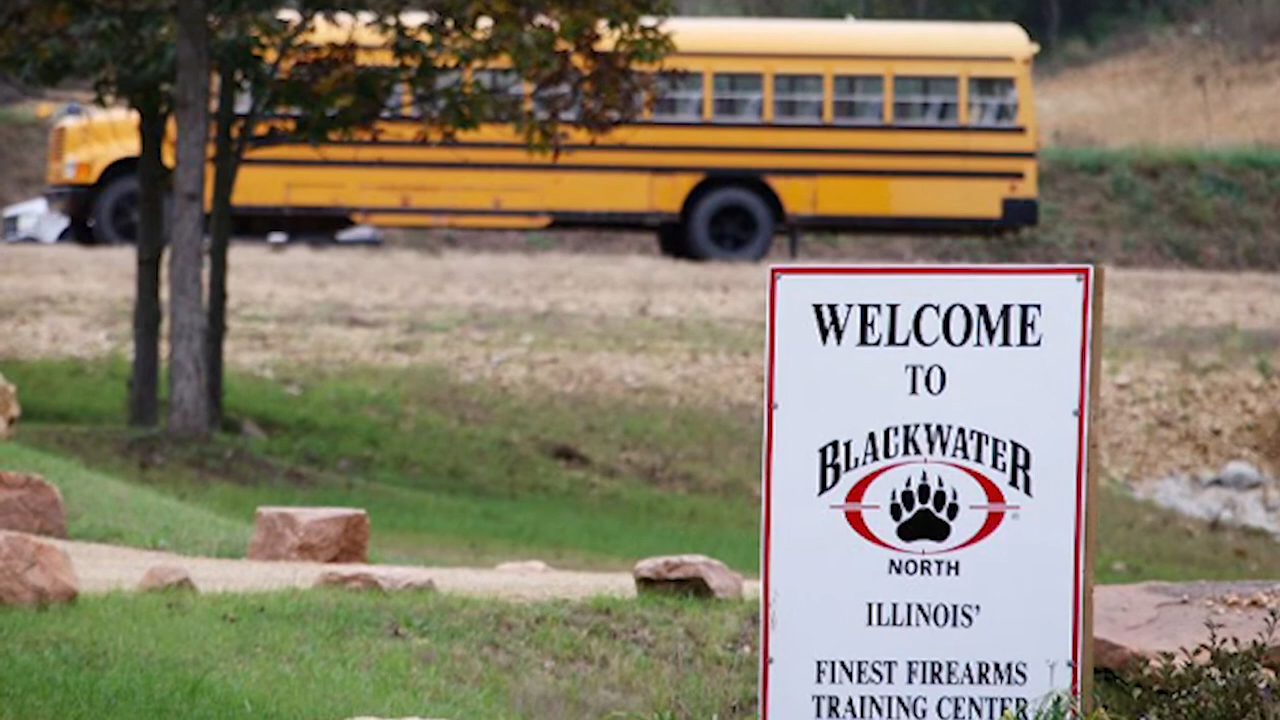 WELCOME
TO
BLACKWATER
NORTH
ILLINOIS'
FINEST FIREARMS
TRAINING CENTER